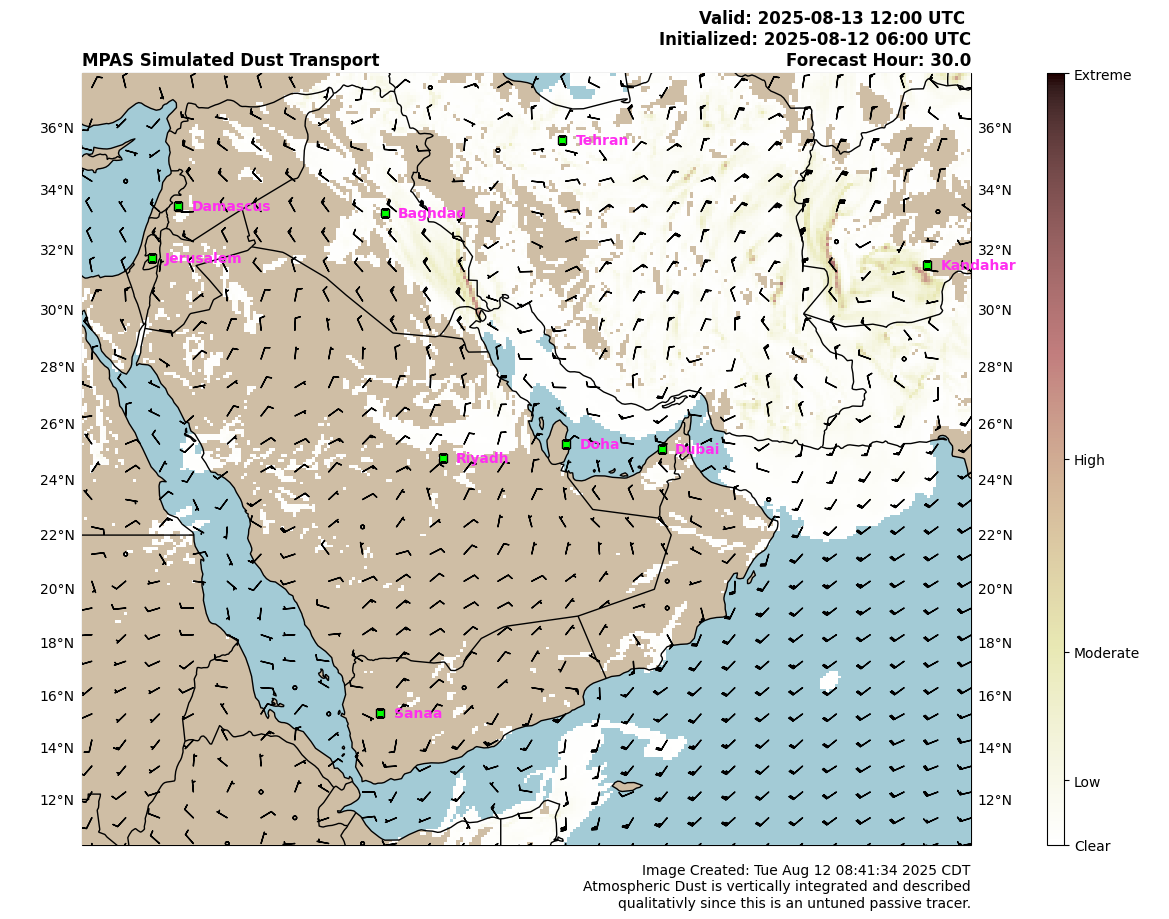 Valid: 2025-08-13 12:00 UTC
Initialized: 2025-08-12 06:00 UTC
MPAS Simulated Dust Transport
Forecast Hour: 30.0
Extreme
36°N
36°N
Tehran
34°N
34°N
Damascus
Baghdad
32°N
32°N
Jerusalem
Kandahar
30°N
30°N
28°N
28°N
26°N
26°N
Doha
Dubai
Riyadh
High
24°N
24°N
22°N
22°N
20°N
20°N
18°N
18°N
Moderate
16°N
16°N
Sanaa
14°N
14°N
Low
12°N
12°N
Clear
Image Created: Tue Aug 12 08:41:34 2025 CDT
Atmospheric Dust is vertically integrated and described
qualitativly since this is an untuned passive tracer.